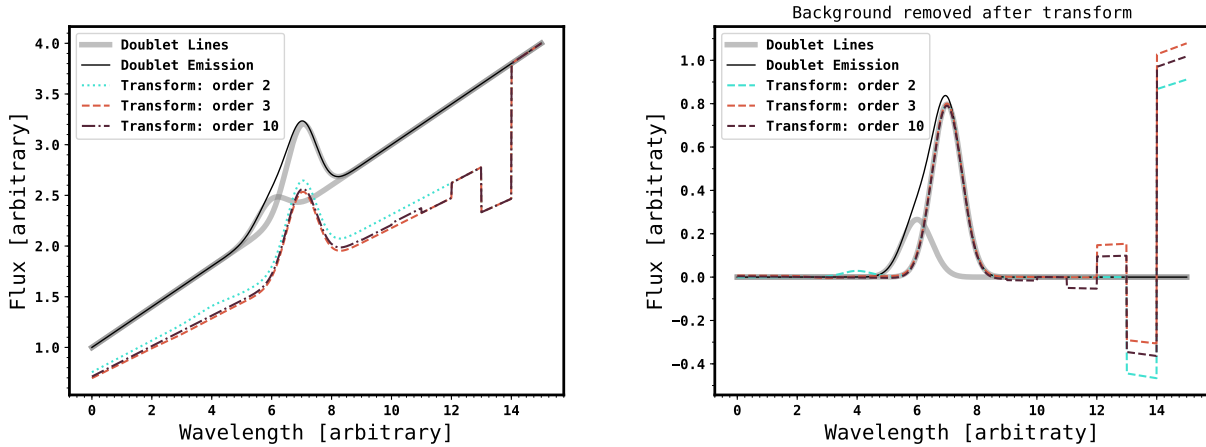 Background removed after transform
Doublet Lines
Doublet Emission
Transform: order 2
Transform: order 3
Transform: order 10
4.0
3.5
3.0
2.5
2.0
1.5
1.0
Flux [arbitrary]
0 2 4 6 8 10 12 14
Wavelength [arbitrary]
Doublet Lines
Doublet Emission
Transform: order 2
Transform: order 3
Transform: order 10
1.0
0.8
0.6
0.4
0.2
0.0
−0.2
−0.4
Flux [arbitraty]
0 2 4 6 8 10 12 14
Wavelength [arbitraty]